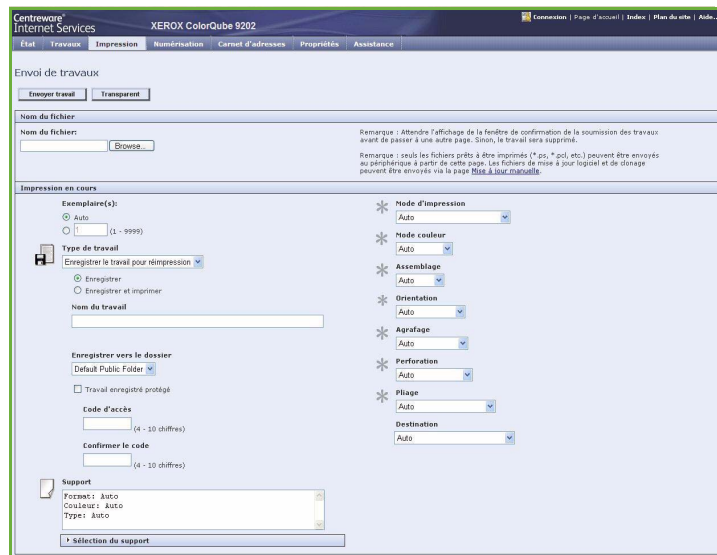 Centreware®
Internet Services
XEROX ColorQube 9202
Connexion | Page d'accueil | Index | Plan du site | Aide...
État Travaux Impression Numérisation Carnet d'adresses Propriétés Assistance
Envoi de travaux
Envoyer travail Transparent
Nom du fichier
Nom du fichier:
Browse...
Remarque : Attendre l'affichage de la fenêtre de confirmation de la soumission des travaux
avant de passer à une autre page. Sinon, le travail sera supprimé.
Remarque : seuls les fichiers prêts à être imprimés (*.ps, *.pcl, etc.) peuvent être envoyés
au périphérique à partir de cette page. Les fichiers de mise à jour logiciel et de clonage
peuvent être envoyés via la page Mise à jour manuelle.
Impression en cours
Exemplaire(s):
Auto
1 (1 - 9999)
Type de travail
Enregistrer le travail pour réimpression
Enregistrer
Enregistrer et imprimer
Nom du travail
Enregistrer vers le dossier
Default Public Folder
Travail enregistré protégé
Code d'accès
(4 - 10 chiffres)
Confirmer le code
(4 - 10 chiffres)
Support
Format: Auto
Couleur: Auto
Type: Auto
Sélection du support
Mode d'impression
Auto
Mode couleur
Auto
Assemblage
Auto
Orientation
Auto
Agrafage
Auto
Perforation
Auto
Pliage
Auto
Destination
Auto